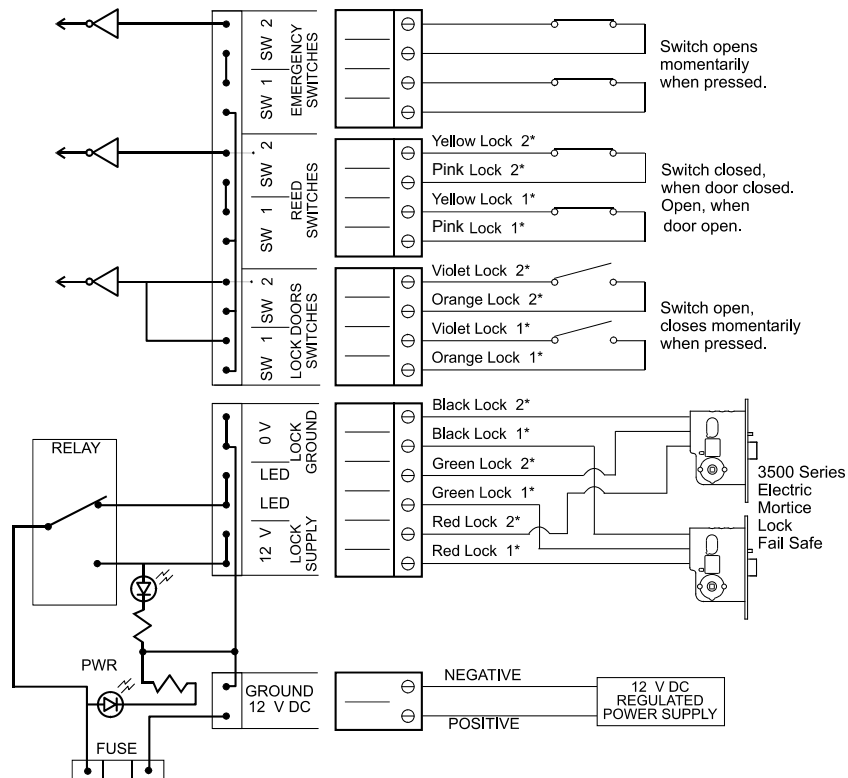 SW 2
SW 1
EMERGENCY
SWITCHES
Switch opens
momentarily
when pressed.
SW 2
SW 1
REED
SWITCHES
Yellow Lock 2*
Pink Lock 2*
Yellow Lock 1*
Pink Lock 1*
Switch closed,
when door closed.
Open, when
door open.
SW 2
SW 1
LOCK DOORS
SWITCHES
Violet Lock 2*
Orange Lock 2*
Violet Lock 1*
Orange Lock 1*
Switch open,
closes momentarily
when pressed.
RELAY
0 V
LOCK
GROUND
LED
LED
12 V
LOCK
SUPPLY
Black Lock 2*
Black Lock 1*
Green Lock 2*
Green Lock 1*
Red Lock 2*
Red Lock 1*
3500 Series
Electric
Mortice
Lock
Fail Safe
PWR
GROUND
12 V DC
NEGATIVE
POSITIVE
12 V DC
REGULATED
POWER SUPPLY
FUSE